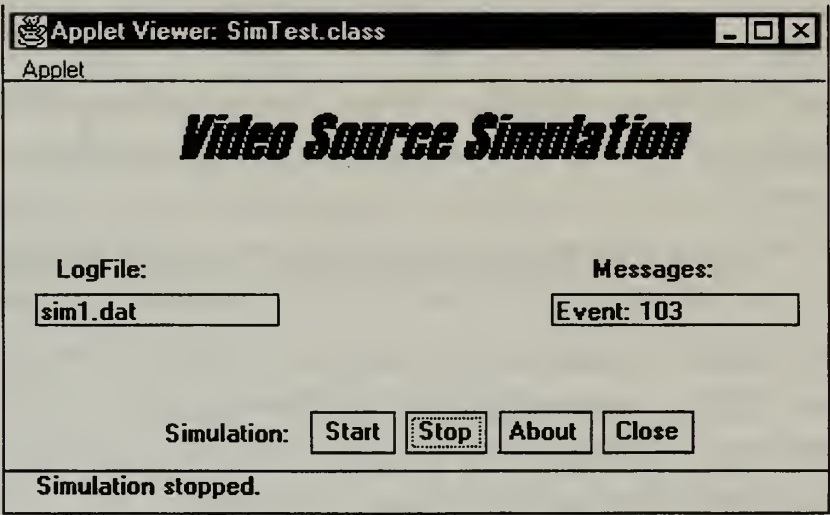 Applet Viewer: SimTest.class
Applet
Video Source Simulation
LogFile:
Messages:
sim1.dat
Event: 103
Simulation: Start Stop About Close
Simulation stopped.